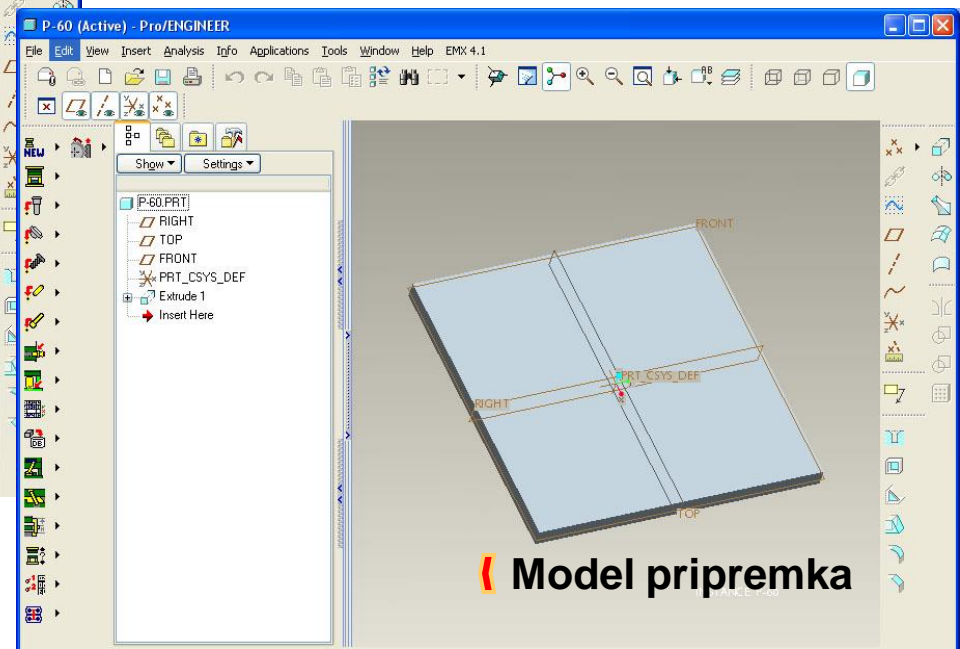 P-60 (Active) - Pro/ENGINEER
File Edit View Insert Analysis Info Applications Tools Window Help EMX 4.1
Show Settings
P-60.PRT
RIGHT
TOP
FRONT
PRT_CSYS_DEF
Extrude 1
Insert Here
FRONT
PRT_CSYS_DEF
RIGHT
TOP
Model pripremka